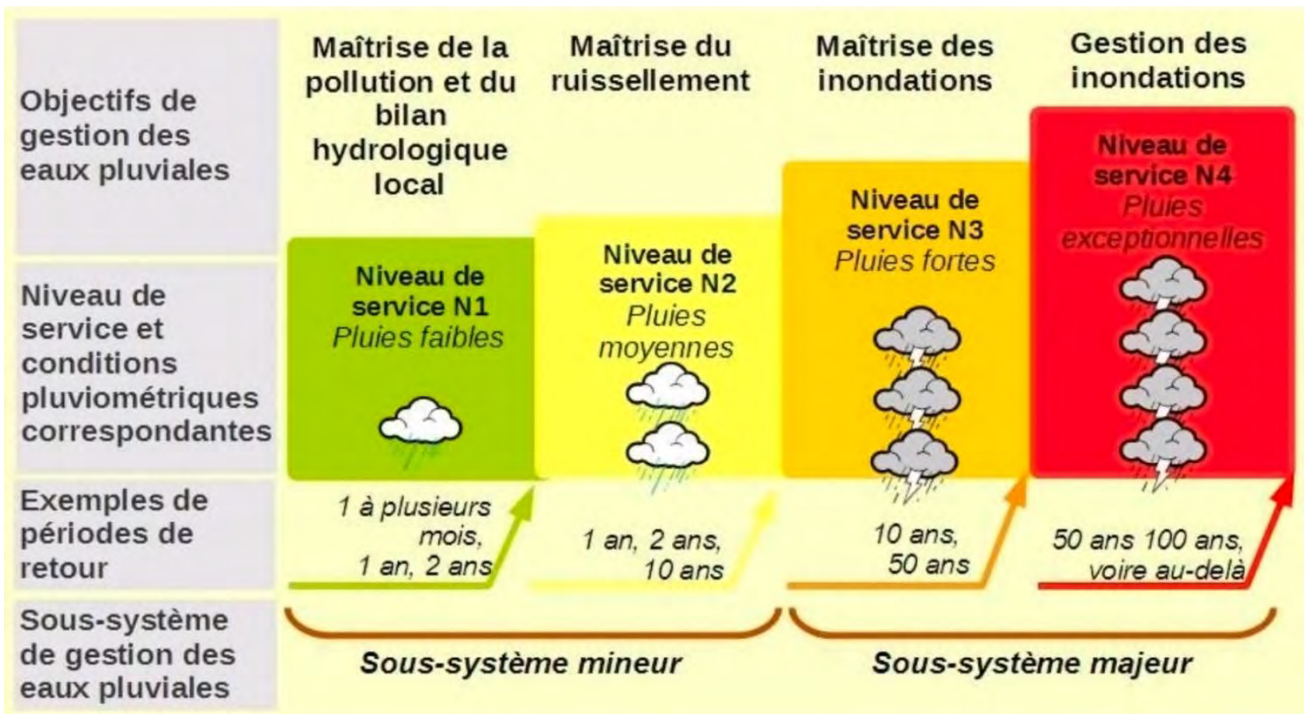 Objectifs de
gestion des
eaux pluviales
Maîtrise de la
pollution et du
bilan
hydrologique
local
Maîtrise du
ruissellement
Maîtrise des
inondations
Gestion des
inondations
Niveau de
service et
conditions
pluviométriques
correspondantes
Niveau de
service N1
Pluies faibles
Niveau de
service N2
Pluies
moyennes
Niveau de
service N3
Pluies fortes
Niveau de
service N4
Pluies
exceptionnelles
Exemples de
périodes de
retour
1 à plusieurs
mois,
1 an, 2 ans
1 an, 2 ans,
10 ans
10 ans,
50 ans
50 ans 100 ans,
voire au-delà
Sous-système
de gestion des
eaux pluviales
Sous-système mineur
Sous-système majeur